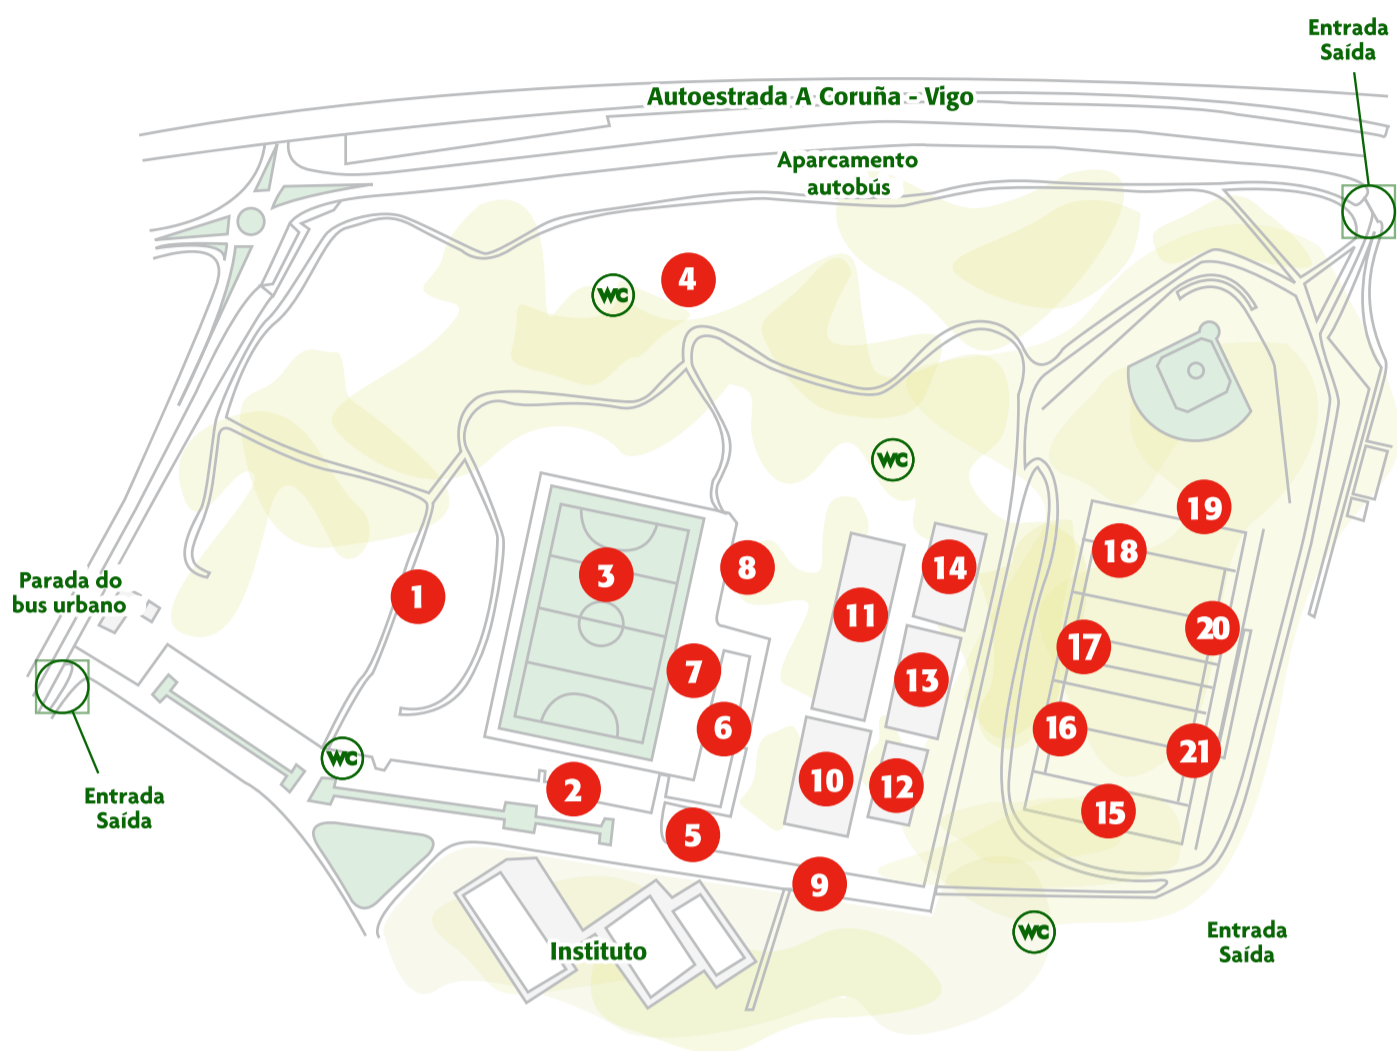 Entrada
Saída
Autoestrada A Coruña - Vigo
Aparcamento
autobús
4
WC
WC
19
18
3
8
14
Parada do
bus urbano
1
11
20
17
7
13
6
16
21
WC
10
12
2
15
Entrada
Saída
5
9
WC
Entrada
Saída
Instituto